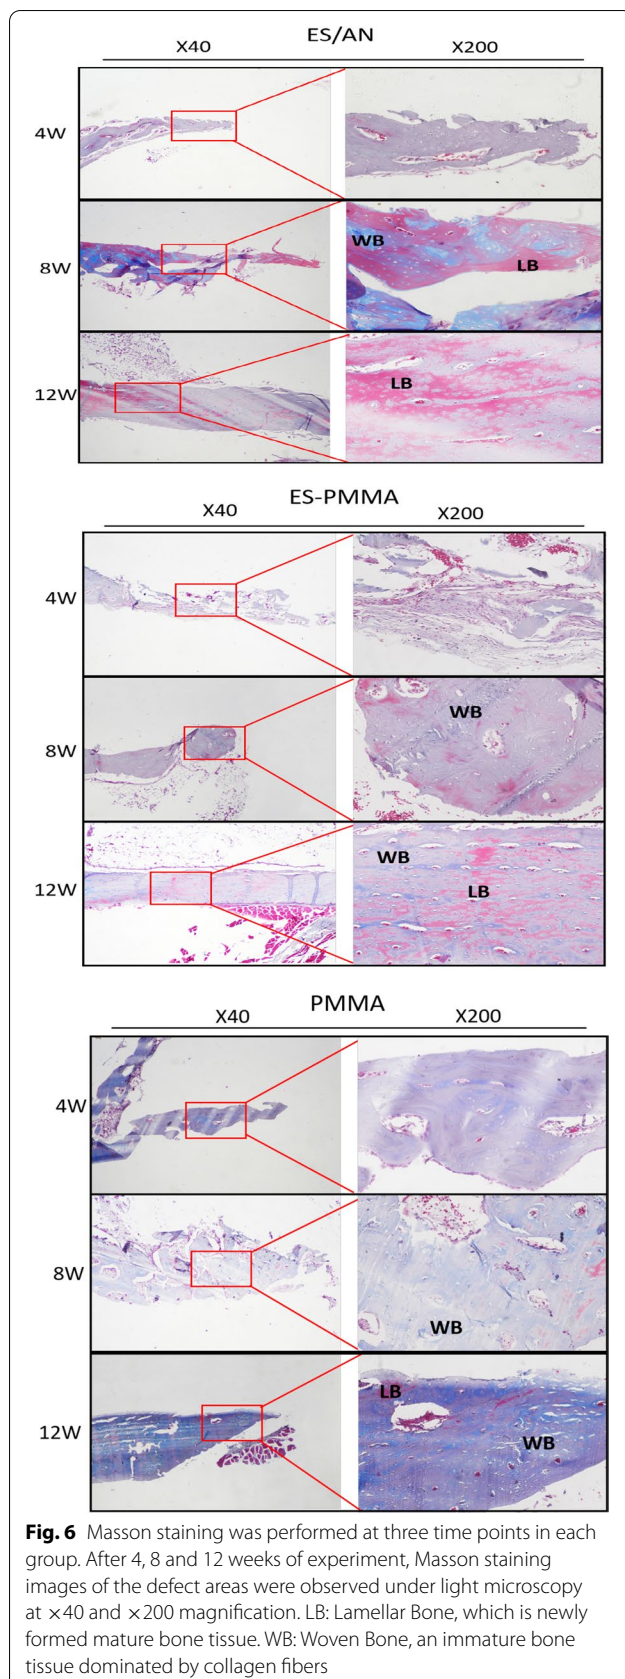 ES/AN
X40 X200
4W
8W
WB
LB
12W
LB
ES-PMMA
X40 X200
4W
8W
WB
12W
WB
LB
PMMA
X40 X200
4W
8W
WB
12W
LB
WB
Fig. 6 Masson staining was performed at three time points in each
group. After 4, 8 and 12 weeks of experiment, Masson staining
images of the defect areas were observed under light microscopy
at ×40 and ×200 magnification. LB: Lamellar Bone, which is newly
formed mature bone tissue. WB: Woven Bone, an immature bone
tissue dominated by collagen fibers